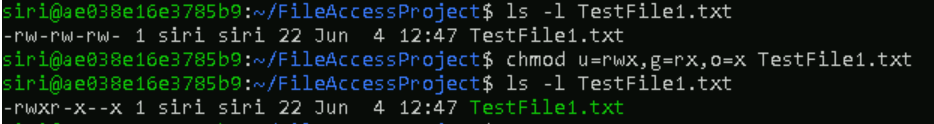 siri@ae038e16e3785b9:~/FileAccessProject$ ls -l TestFile1.txt
-rw-rw-rw- 1 siri siri 22 Jun  4 12:47 TestFile1.txt
siri@ae038e16e3785b9:~/FileAccessProject$ chmod u=rwx,g=rx,o=x TestFile1.txt
siri@ae038e16e3785b9:~/FileAccessProject$ ls -l TestFile1.txt
-rwxr-x--x 1 siri siri 22 Jun  4 12:47 TestFile1.txt